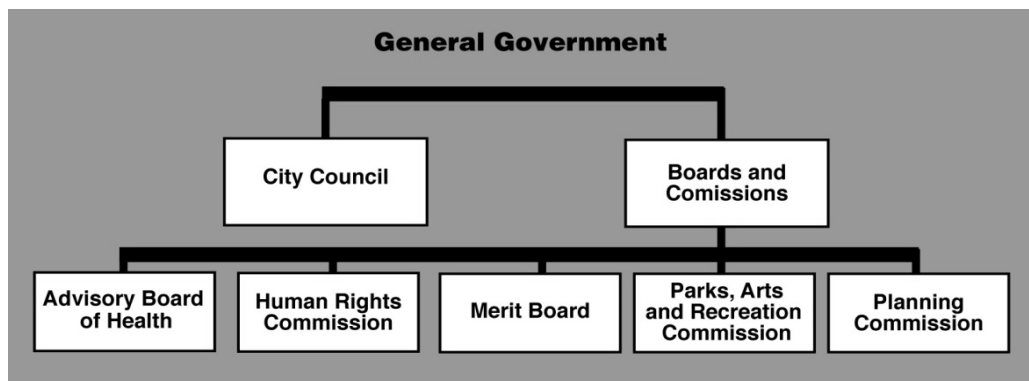 General Government
City Council
Boards and
Comissions
Advisory Board
of Health
Human Rights
Commission
Merit Board
Parks, Arts
and Recreation
Commission
Planning
Commission